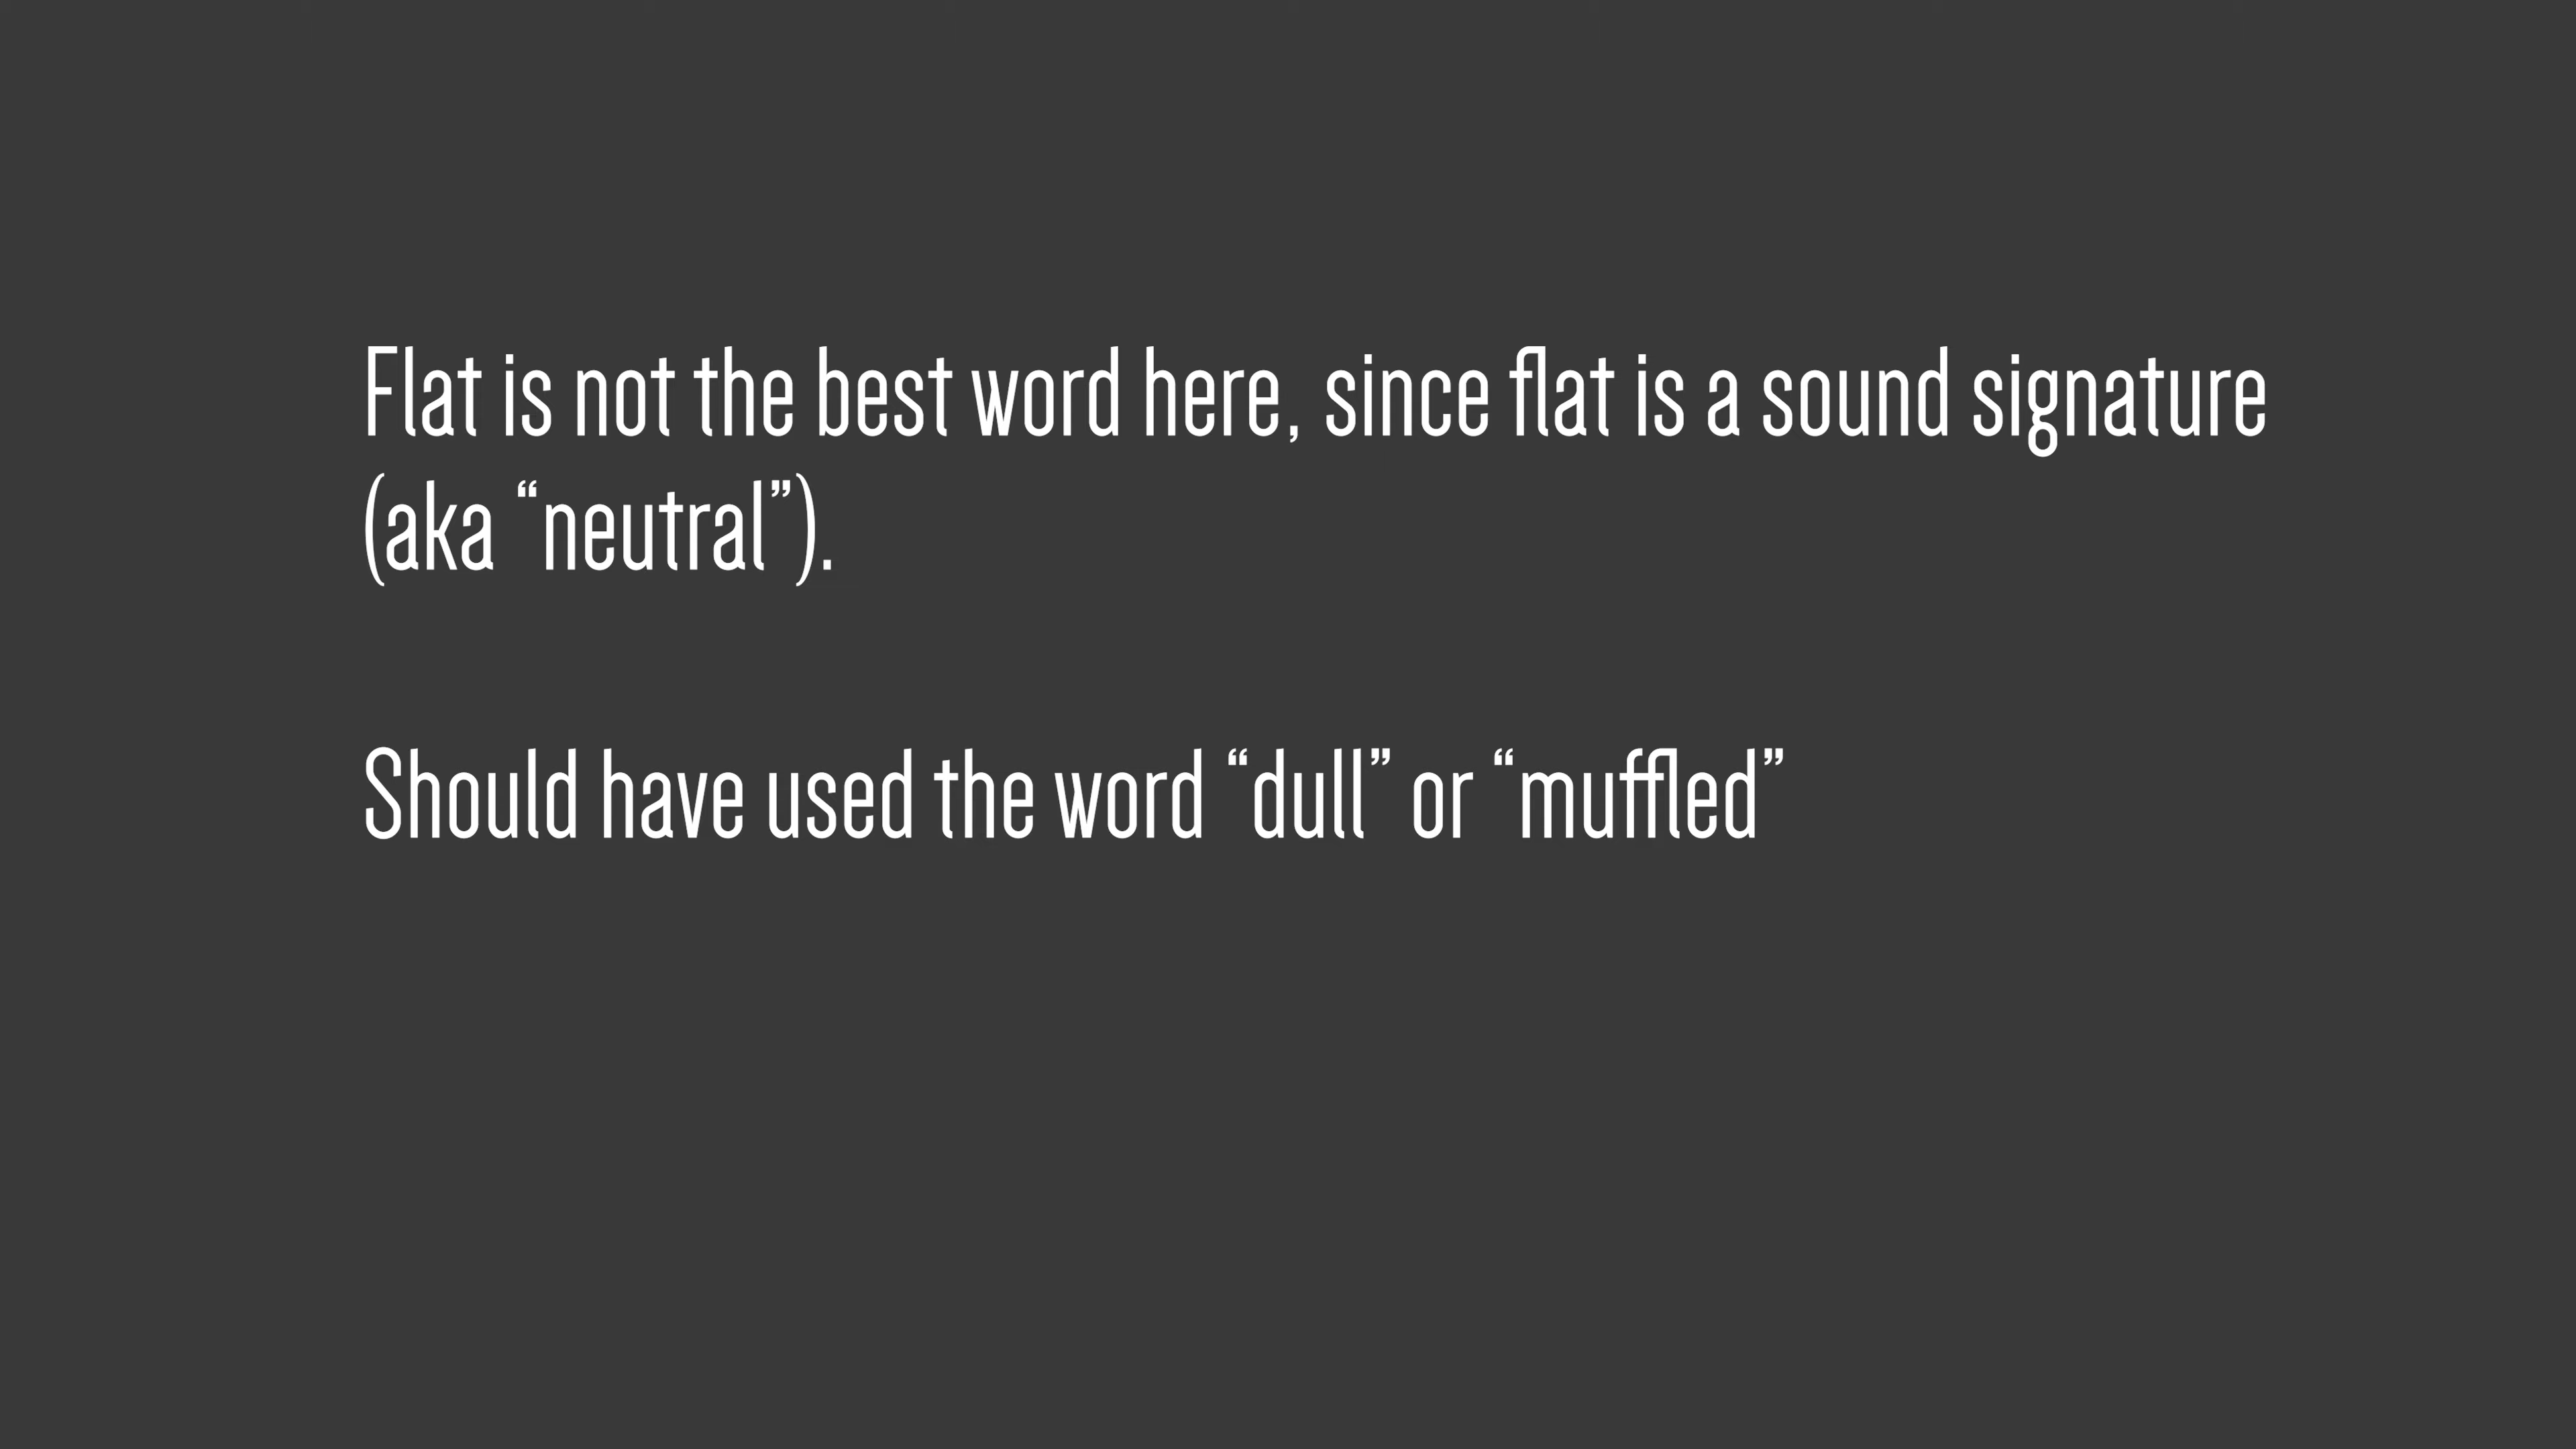 Flat is not the best word here, since flat is a sound signature
(aka “neutral”).
Should have used the word “dull” or “muffled”